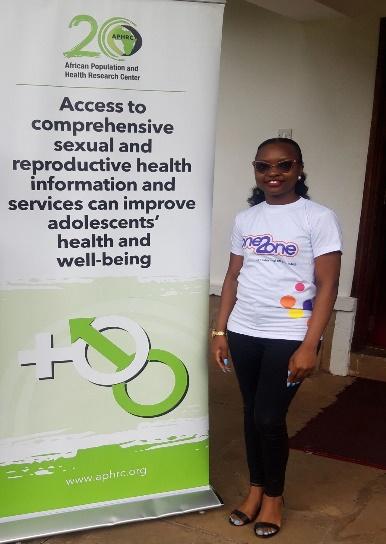 20
APHRC
African Population and
Health Research Center
Access to
comprehensive
sexual and
reproductive health
information and
services can improve
adolescents'
health and
well-being
www.aphrc.org
one2one